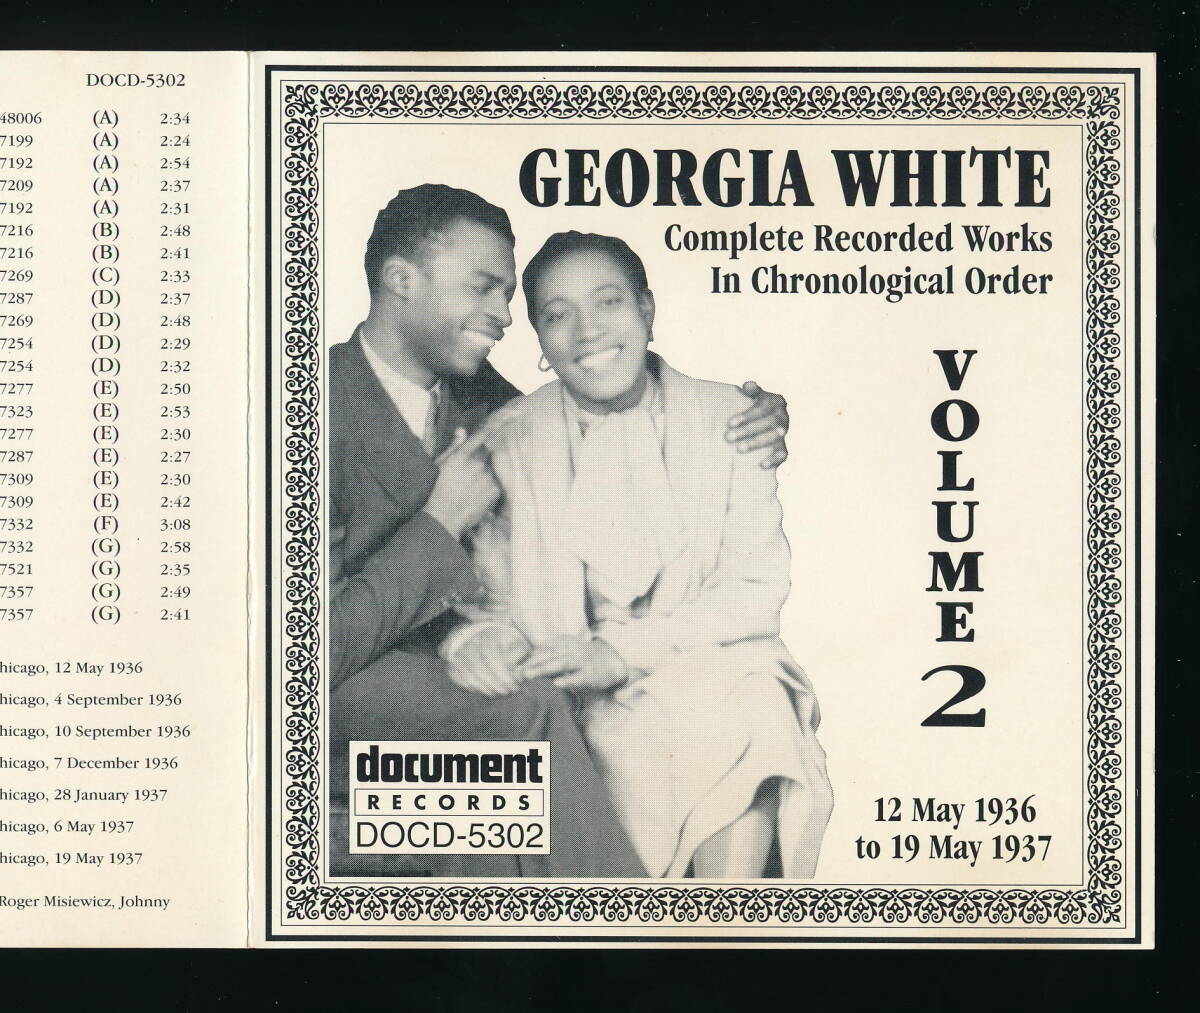 DOCD-5302
48006 (A) 2:34
7199 (A) 2:24
7192 (A) 2:54
7209 (A) 2:37
7192 (A) 2:31
7216 (B) 2:48
7216 (B) 2:41
7269 (C) 2:33
7287 (D) 2:37
7269 (D) 2:48
7254 (D) 2:29
7254 (D) 2:32
7277 (E) 2:50
7323 (E) 2:53
7277 (E) 2:30
7287 (E) 2:27
7309 (E) 2:30
7309 (E) 2:42
7332 (F) 3:08
7332 (G) 2:58
7521 (G) 2:35
7357 (G) 2:49
7357 (G) 2:41
hicago, 12 May 1936
hicago, 4 September 1936
hicago, 10 September 1936
hicago, 7 December 1936
hicago, 28 January 1937
hicago, 6 May 1937
hicago, 19 May 1937
Roger Misiewicz, Johnny
GEORGIA WHITE
Complete Recorded Works
In Chronological Order
VOLUME
2
document
RECORDS
DOCD-5302
12 May 1936
to 19 May 1937